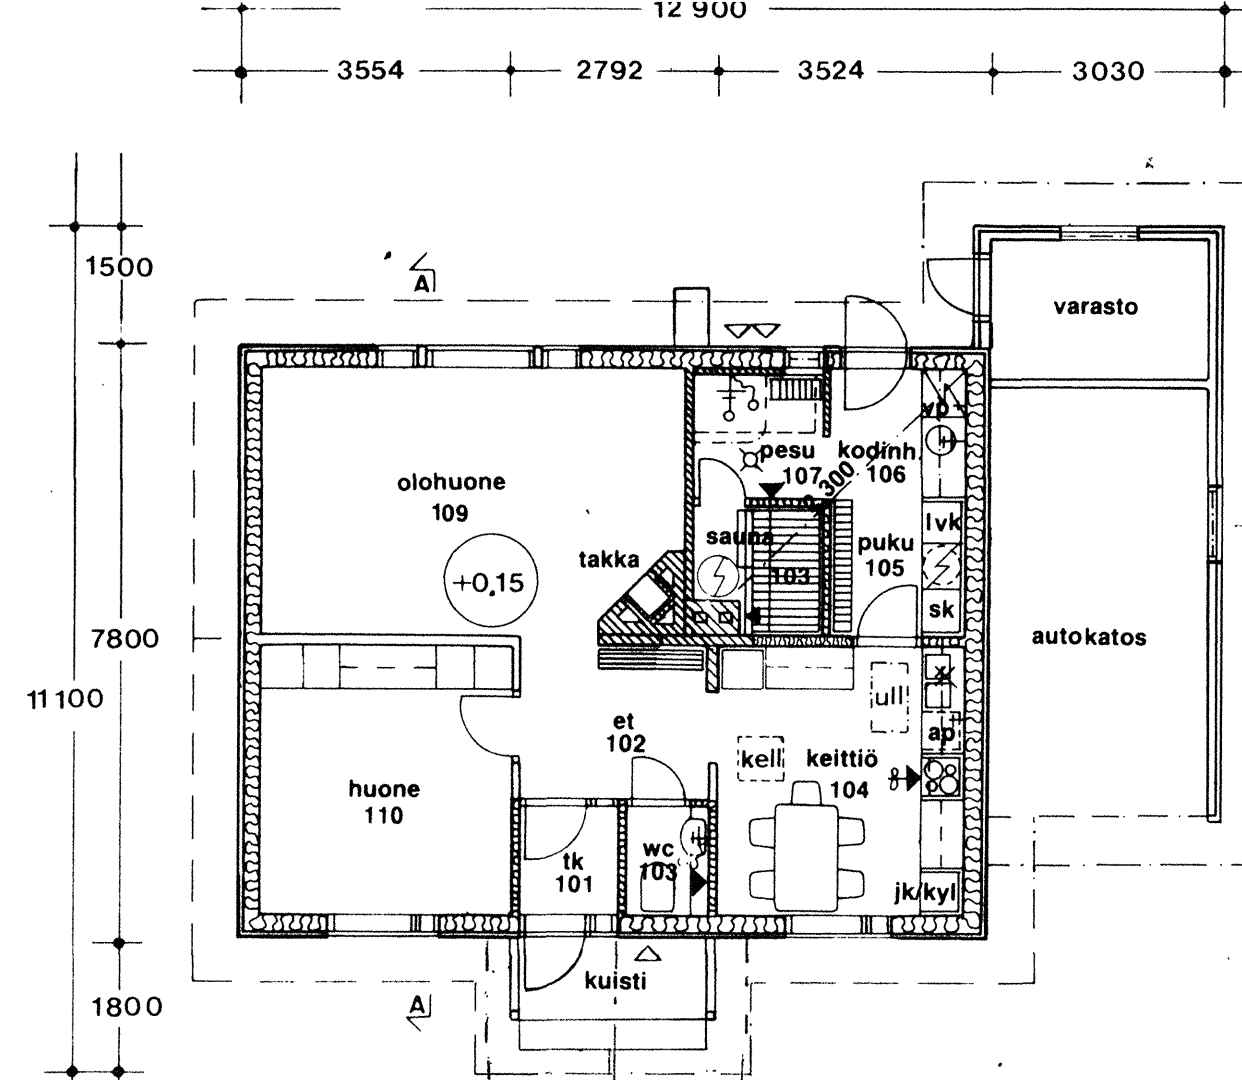 12 900
3554
2792
3524
3030
1500
A
varasto
vp
pesu
107
kodinh.
106
300
olohuone
109
lvk
sauna
103
puku
105
takka
+0,15
sk
7800
autokatos
11100
ull
et
102
ap
kell
keittiö
104
huone
110
wc
103
tk
101
jk/kyl
kuisti
1800
A